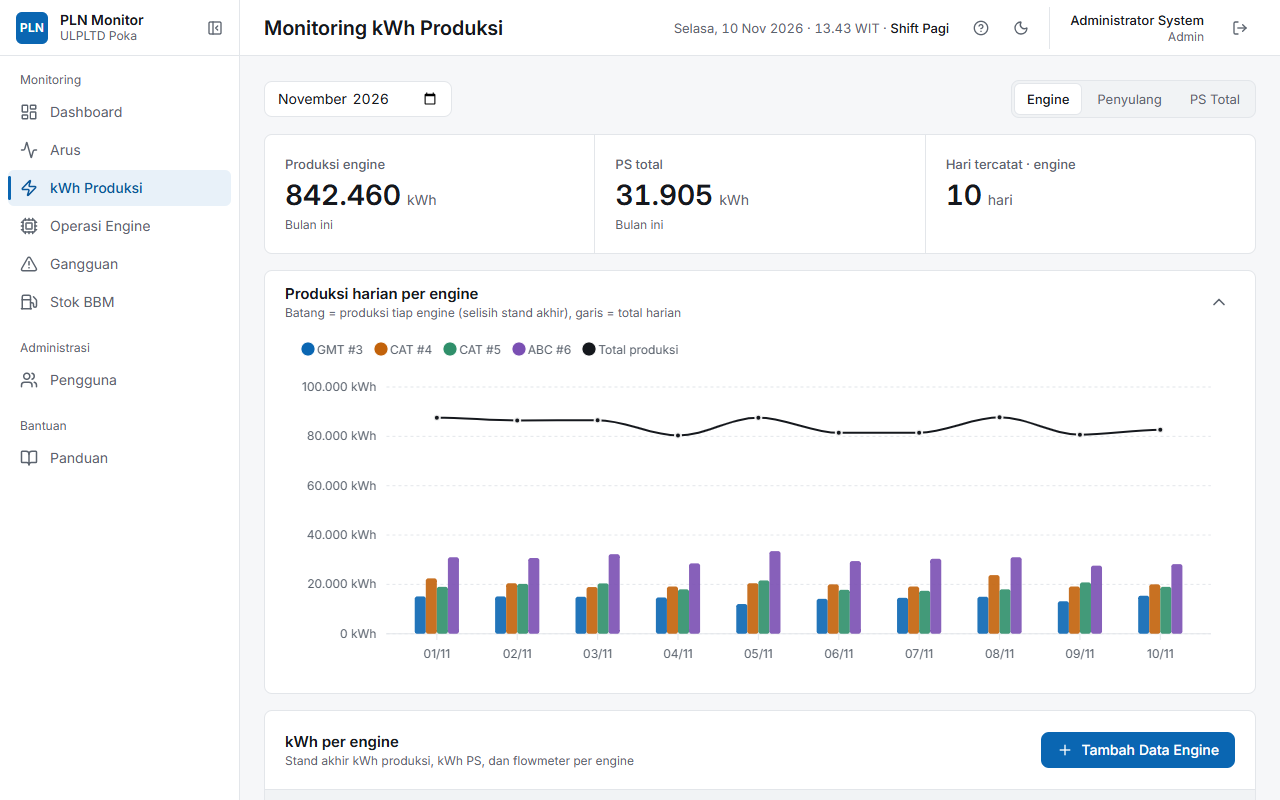 PLN
PLN Monitor
ULPLTD Poka
Monitoring
Dashboard
Arus
kWh Produksi
Operasi Engine
Gangguan
Stok BBM
Administrasi
Pengguna
Bantuan
Panduan
Monitoring kWh Produksi
Selasa, 10 Nov 2026 · 13.43 WIT · Shift Pagi
Administrator System
Admin
November 2026
Engine
Penyulang
PS Total
Produksi engine
842.460 kWh
Bulan ini
PS total
31.905 kWh
Bulan ini
Hari tercatat · engine
10 hari
Produksi harian per engine
Batang = produksi tiap engine (selisih stand akhir), garis = total harian
GMT #3 CAT #4 CAT #5 ABC #6 Total produksi
100.000 kWh
80.000 kWh
60.000 kWh
40.000 kWh
20.000 kWh
0 kWh
01/11 02/11 03/11 04/11 05/11 06/11 07/11 08/11 09/11 10/11
kWh per engine
Stand akhir kWh produksi, kWh PS, dan flowmeter per engine
Tambah Data Engine